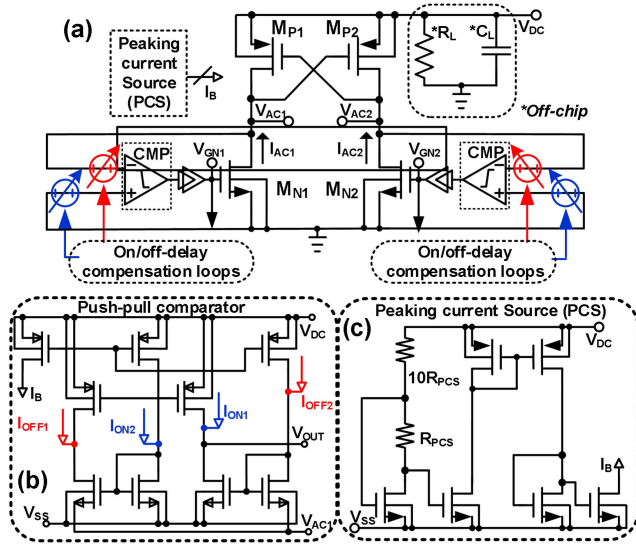 (a)
M_P1
M_P2
*R_L
*C_L
V_DC
Peaking
current
Source
(PCS)
I_B
V_AC1
V_AC2
*Off-chip
I_AC1
I_AC2
CMP
V_GN1
V_GN2
CMP
M_N1
M_N2
On/off-delay
compensation loops
On/off-delay
compensation loops
Push-pull comparator
V_DC
I_B
I_OFF1
I_ON2
I_ON1
I_OFF2
V_OUT
(b)
V_SS
V_AC1
Peaking current Source (PCS)
(c)
V_DC
10R_PCS
R_PCS
I_B
V_SS